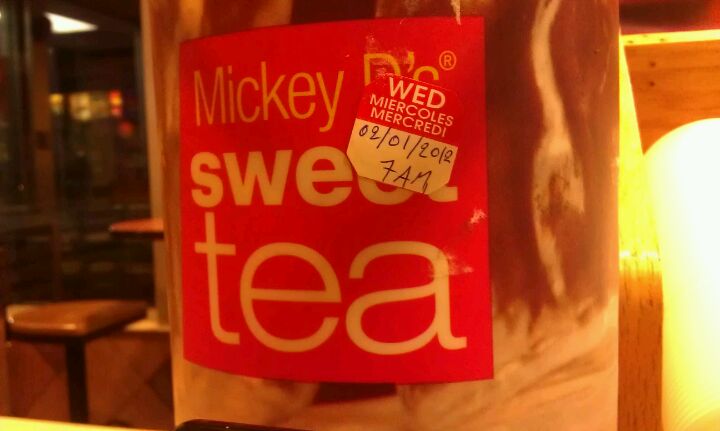 Mickey D's®
sweet
tea
WED
MIERCOLES
MERCREDI
02/01/2012
7AM